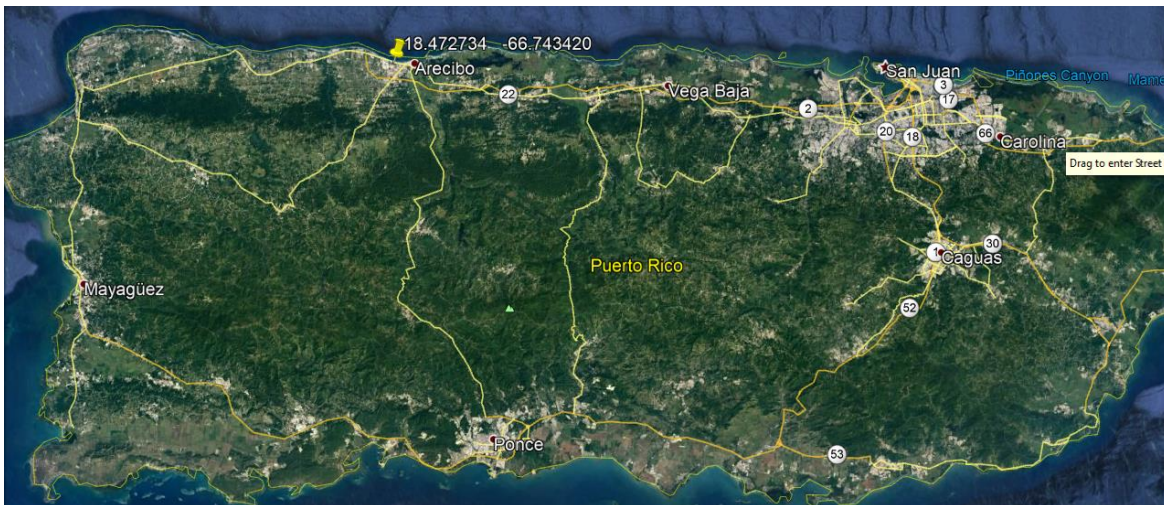 18.472734 -66.743420
Arecibo
San Juan
Piñones Canyon
Mame
3
17
22
Vega Baja
2
20
18
66
Carolina
Drag to enter Street
1
30
Caguas
Puerto Rico
Mayagüez
52
Ponce
53